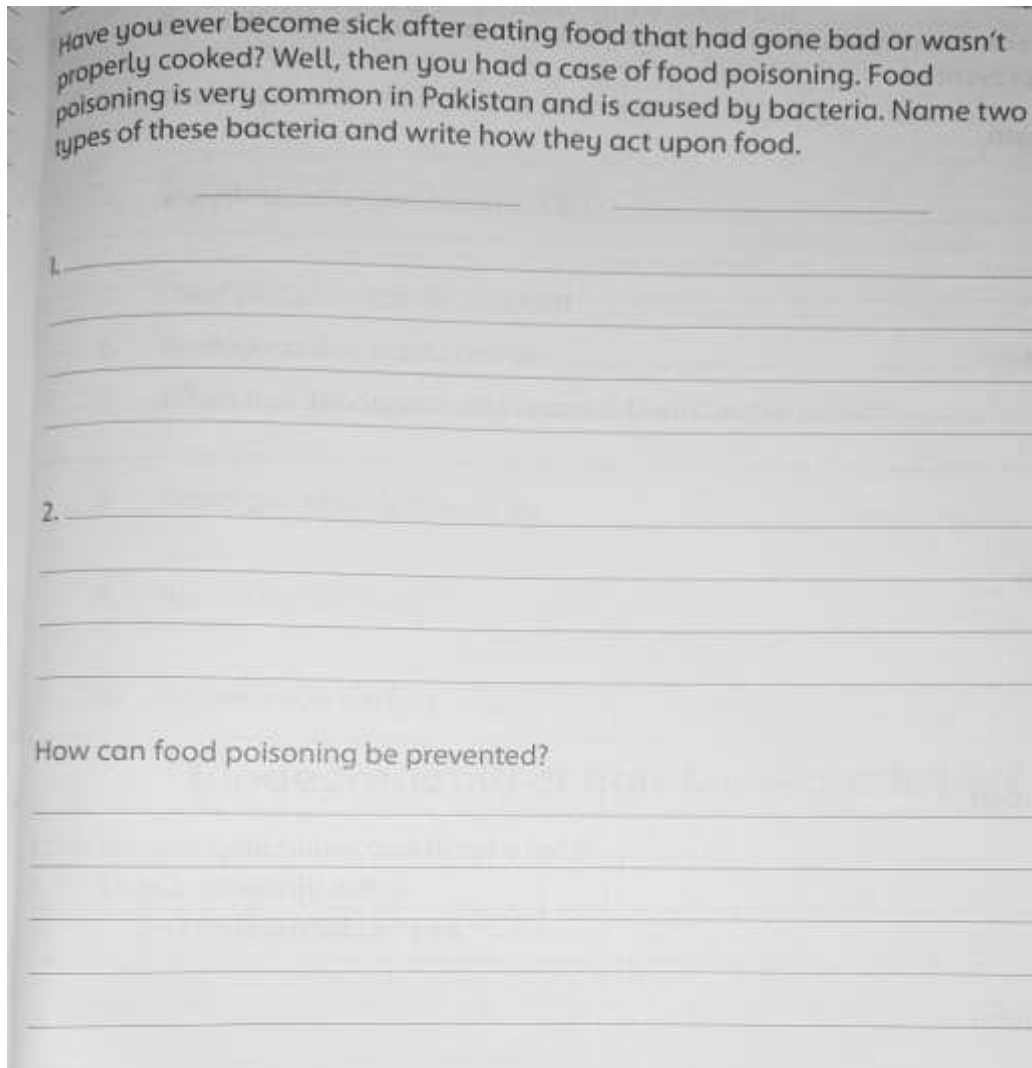 Have you ever become sick after eating food that had gone bad or wasn't
properly cooked? Well, then you had a case of food poisoning. Food
poisoning is very common in Pakistan and is caused by bacteria. Name two
types of these bacteria and write how they act upon food.
1.
2.
How can food poisoning be prevented?